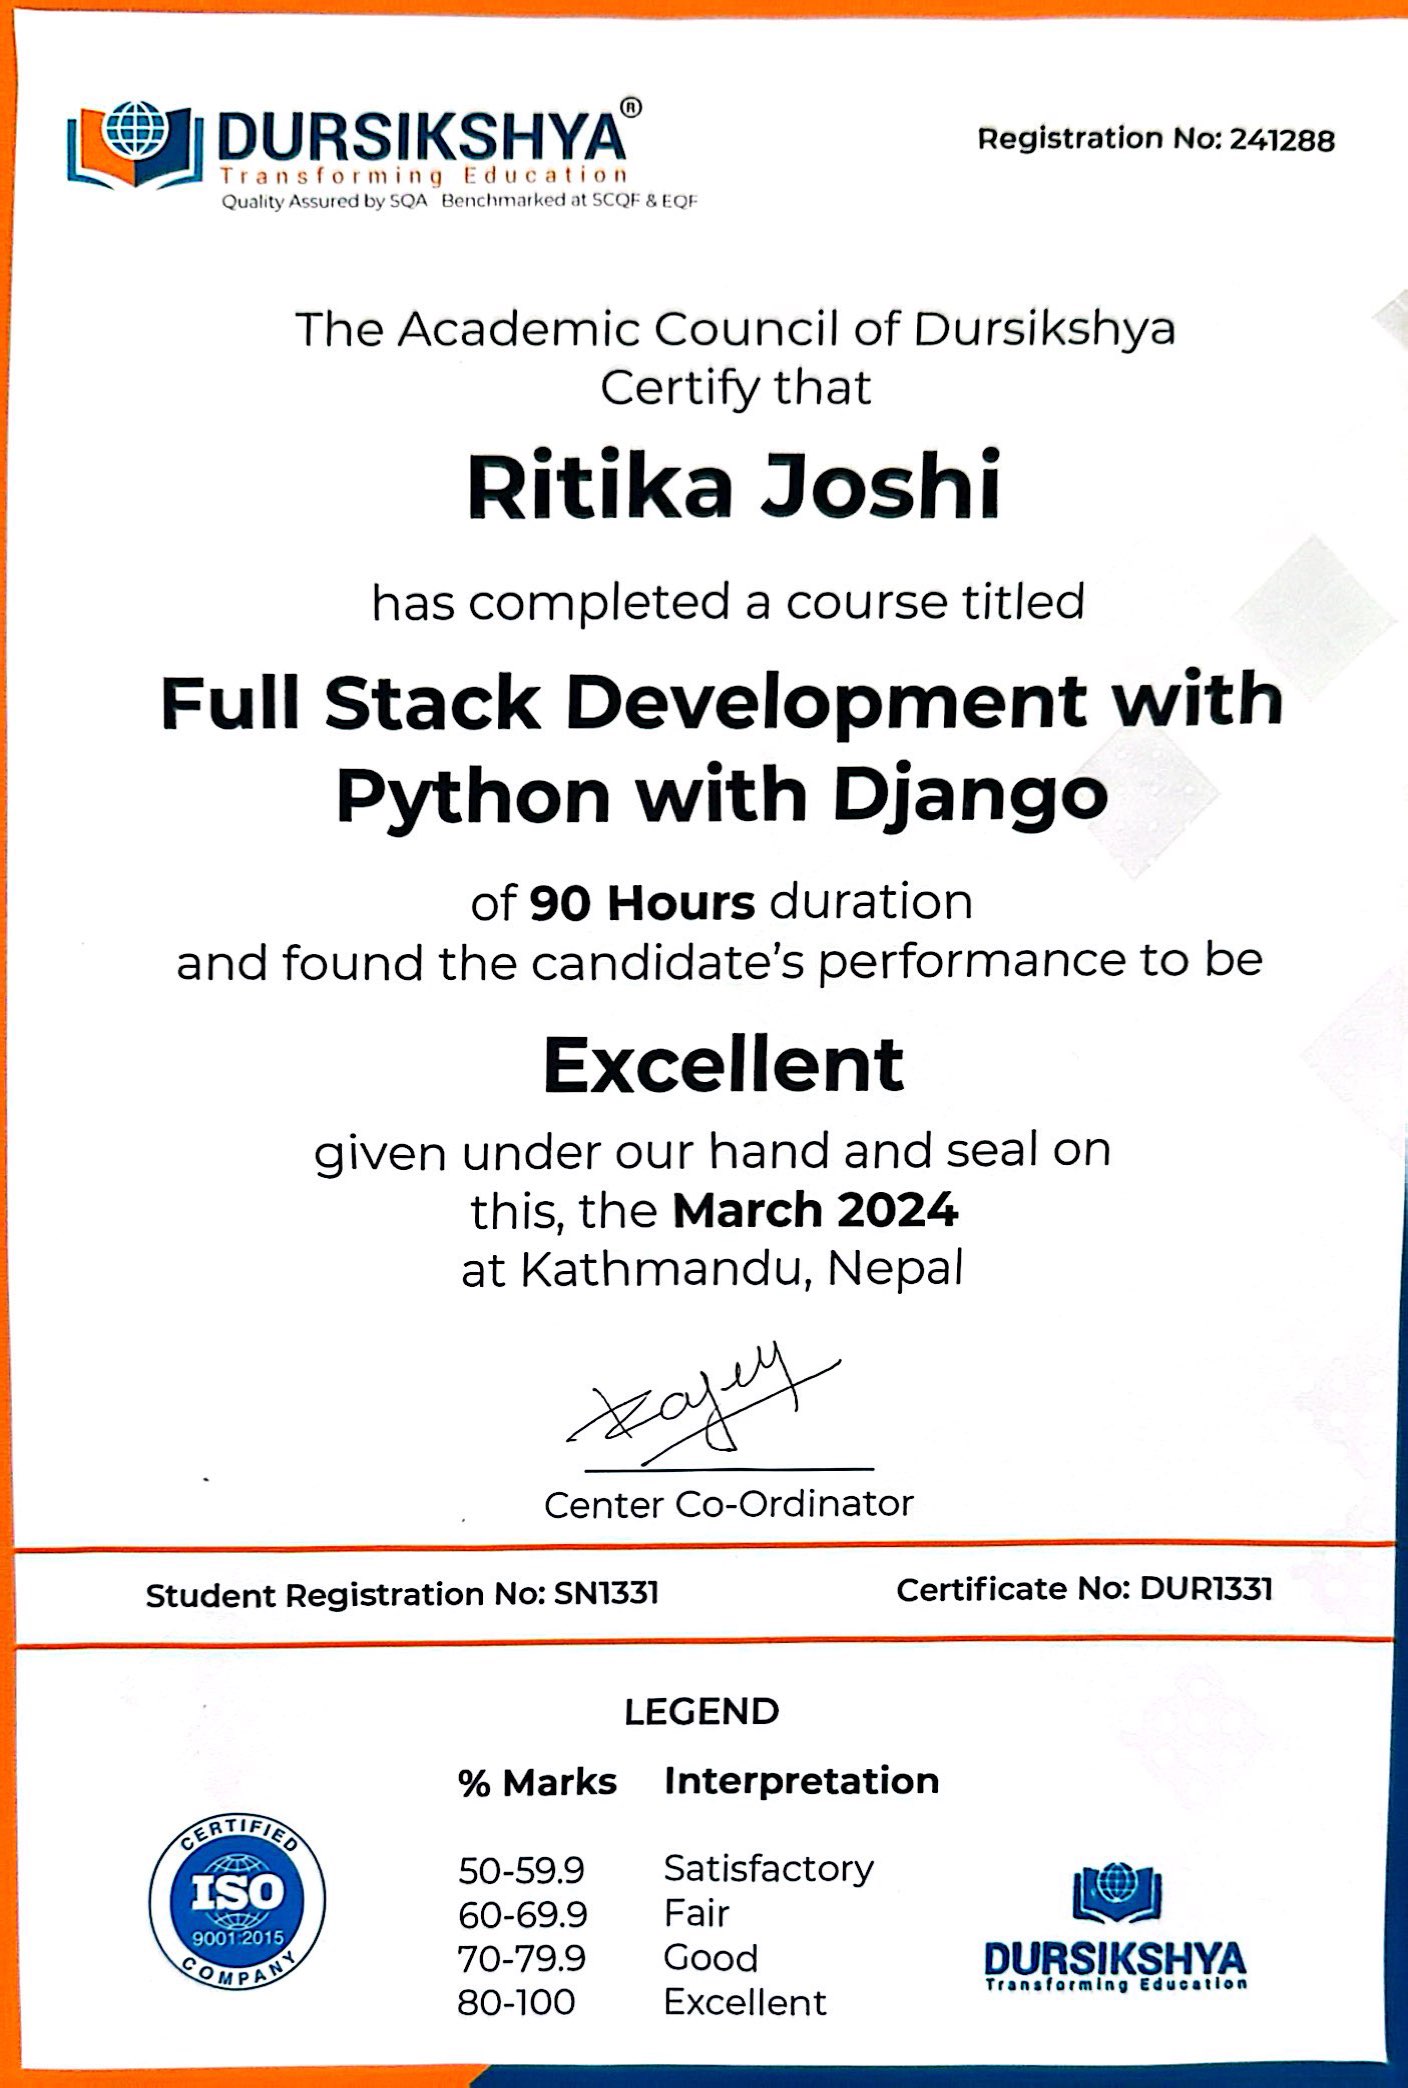 DURSIKSHYA®
Transforming Education
Quality Assured by SQA Benchmarked at SCQF & EQF
Registration No: 241288
The Academic Council of Dursikshya
Certify that
Ritika Joshi
has completed a course titled
Full Stack Development with
Python with Django
of 90 Hours duration
and found the candidate's performance to be
Excellent
given under our hand and seal on
this, the March 2024
at Kathmandu, Nepal
Center Co-Ordinator
Student Registration No: SN1331
Certificate No: DUR1331
LEGEND
% Marks Interpretation
50-59.9 Satisfactory
60-69.9 Fair
70-79.9 Good
80-100 Excellent
CERTIFIED
ISO
9001:2015
COMPANY
DURSIKSHYA
Transforming Education